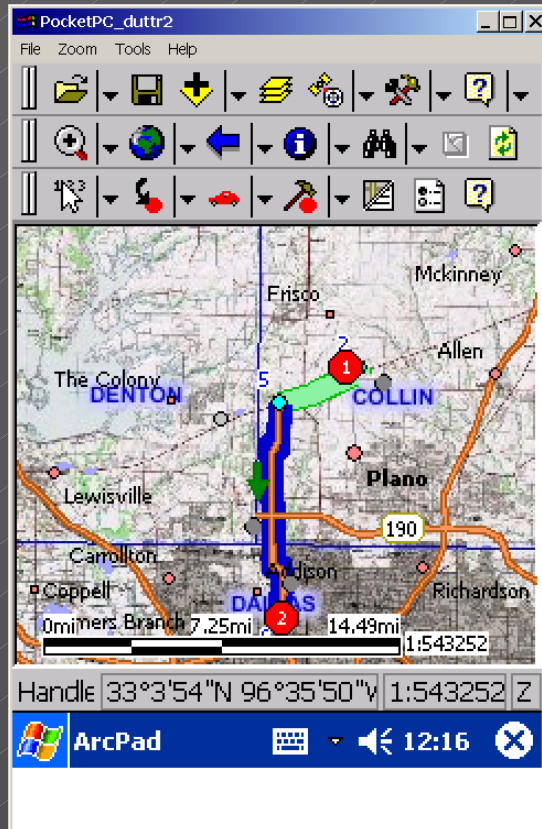 PocketPC_duttr2
File Zoom Tools Help
Mckinney
Frisco
2
1
Allen
5
The Colony
DENTON
COLLIN
Plano
Lewisville
190
Carrollton
Addison
Coppell
Richardson
DALLAS
mers Branch
2
0mi 7.25mi 14.49mi
1:543252
Handle 33°3'54"N 96°35'50"W 1:543252 Z
ArcPad 12:16